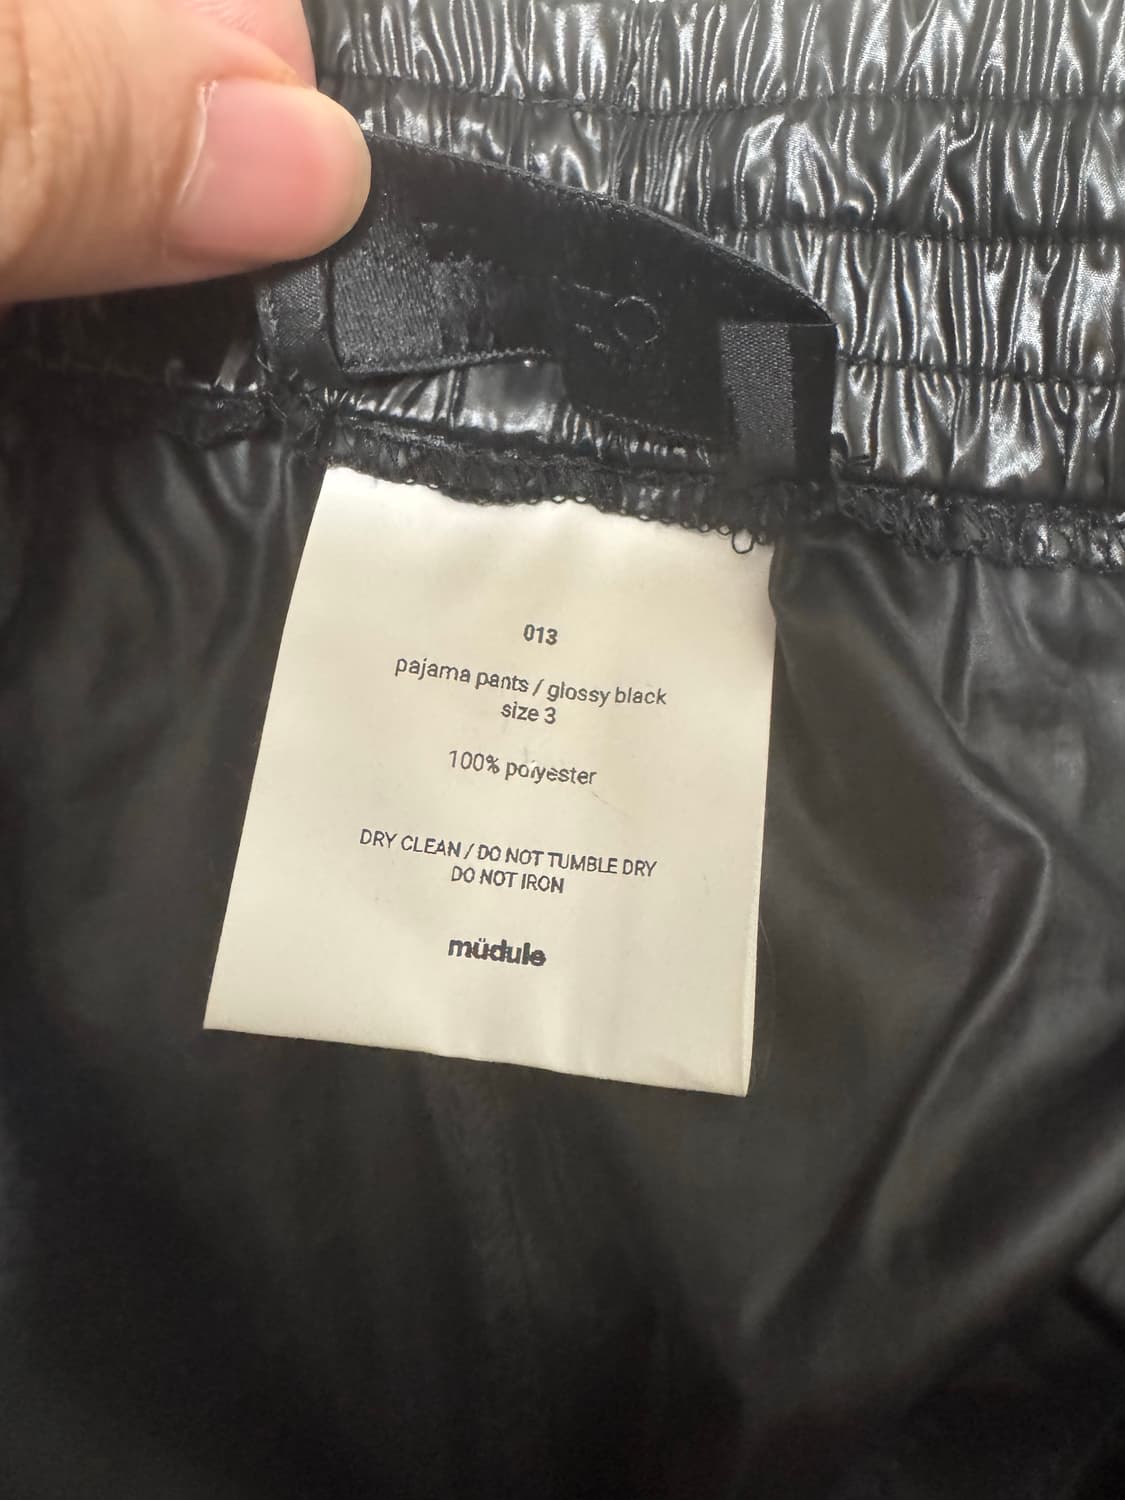 013
pajama pants / glossy black
size 3
100% polyester
DRY CLEAN / DO NOT TUMBLE DRY
DO NOT IRON
müdule